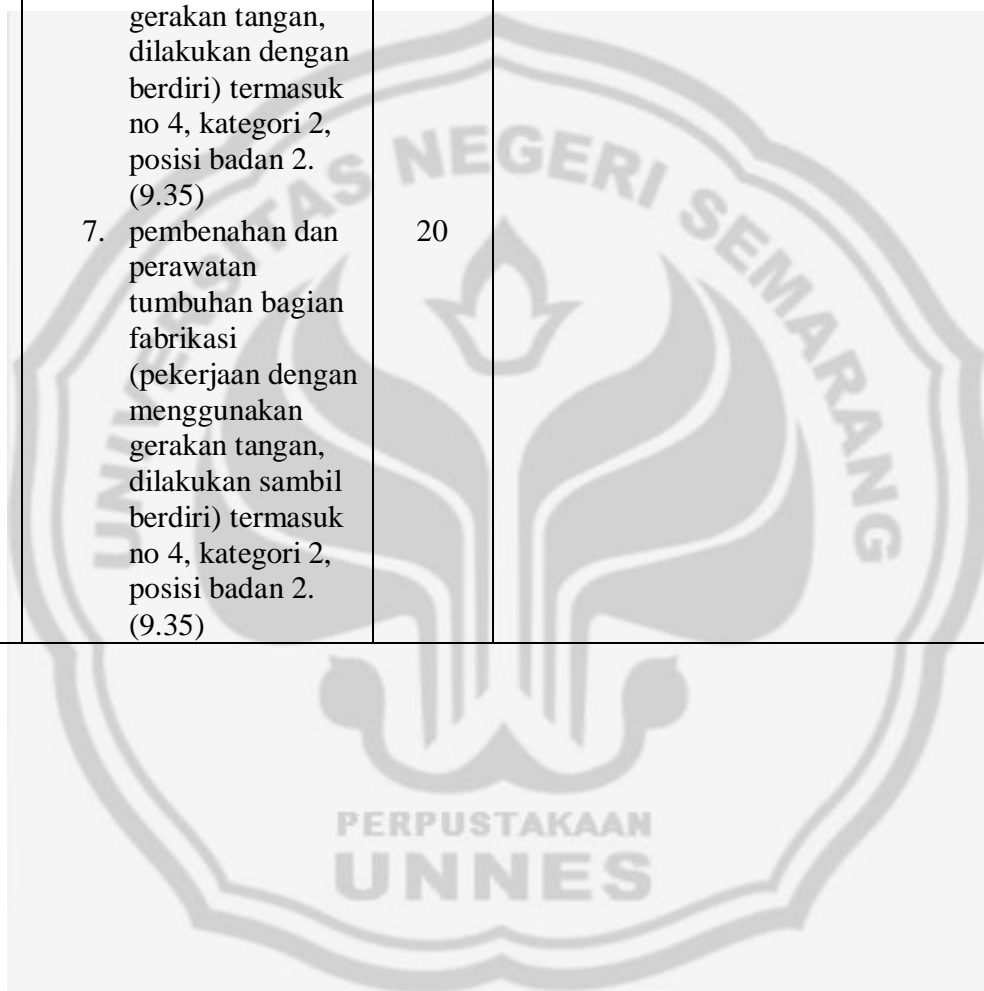 gerakan tangan,
dilakukan dengan
berdiri) termasuk
no 4, kategori 2,
posisi badan 2.
(9.35)
7. pembenahan dan 20
perawatan
tumbuhan bagian
fabrikasi
(pekerjaan dengan
menggunakan
gerakan tangan,
dilakukan sambil
berdiri) termasuk
no 4, kategori 2,
posisi badan 2.
(9.35)
UNIVERSITAS NEGERI SEMARANG
PERPUSTAKAAN
UNNES